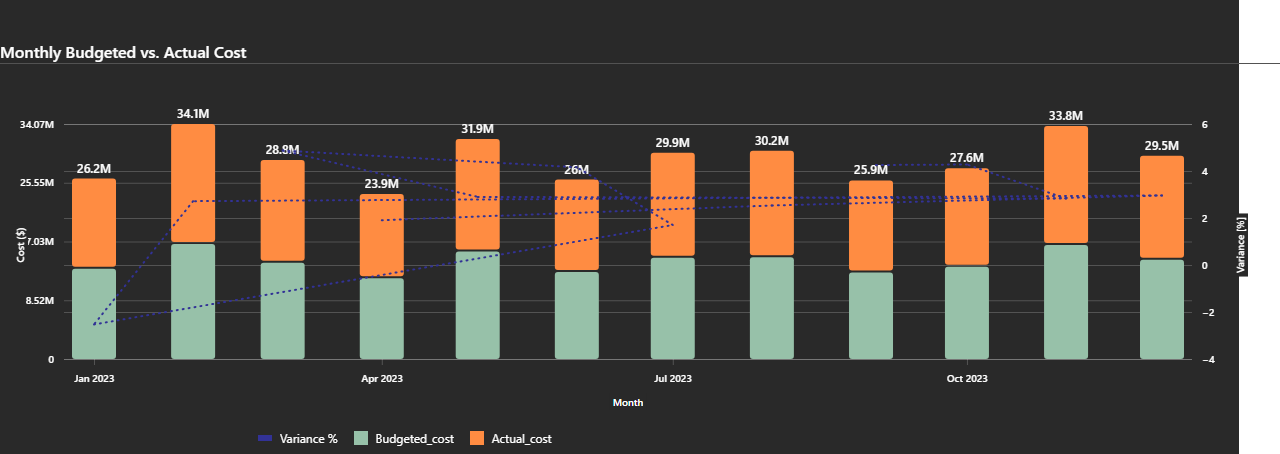 Monthly Budgeted vs. Actual Cost
34.1M
33.8M
34.07M
6
31.9M
28.9M
29.9M
30.2M
27.6M
29.5M
26.2M
26M
25.9M
4
25.55M
23.9M
2
7.03M
Cost ($)
Variance (%)
0
8.52M
−2
0
−4
Jan 2023
Apr 2023
Jul 2023
Oct 2023
Month
Variance %
Budgeted_cost
Actual_cost